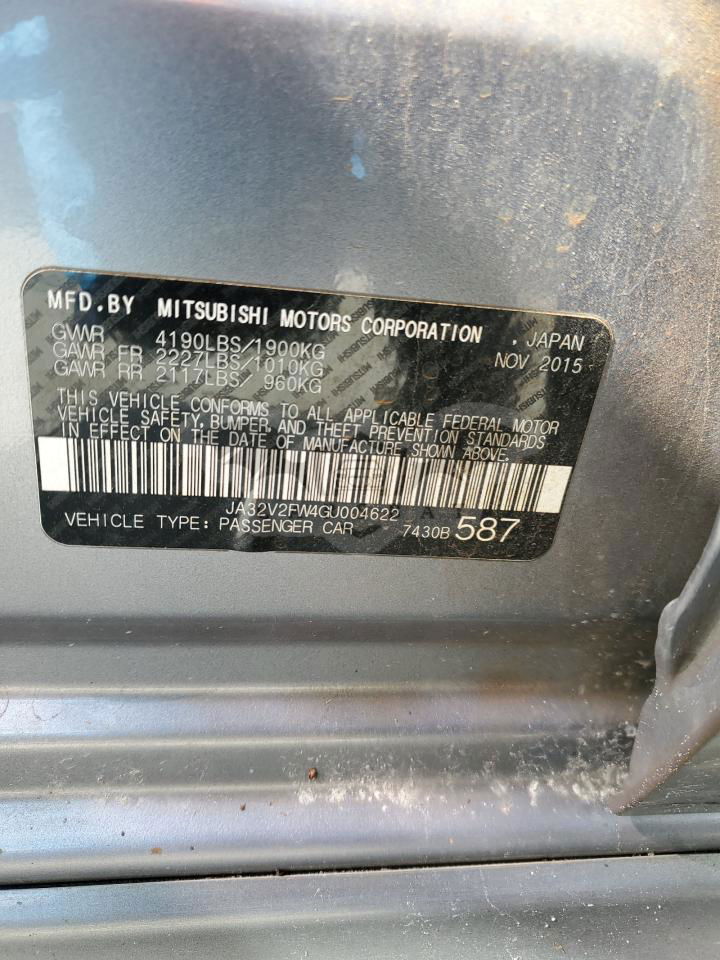 MFD.BY MITSUBISHI MOTORS CORPORATION , JAPAN
GVWR 4190LBS/1900KG NOV 2015
GAWR FR 2227LBS/1010KG
GAWR RR 2117LBS/ 960KG
THIS VEHICLE CONFORMS TO ALL APPLICABLE FEDERAL MOTOR
VEHICLE SAFETY, BUMPER, AND THEFT PREVENTION STANDARDS
IN EFFECT ON THE DATE OF MANUFACTURE SHOWN ABOVE.
JA32V2FW4GU004622
VEHICLE TYPE: PASSENGER CAR 7430B 587